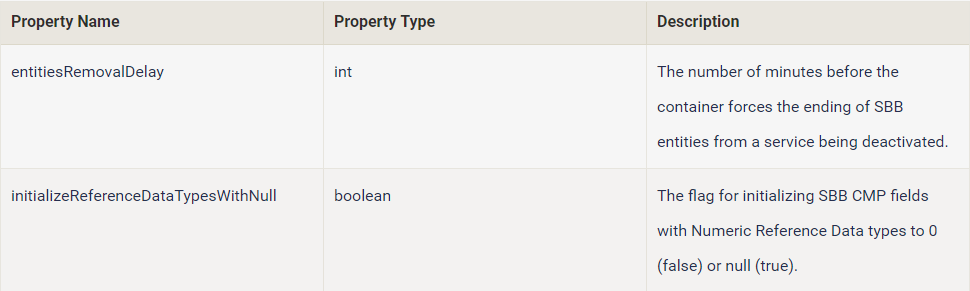 Property Name Property Type Description
entitiesRemovalDelay int The number of minutes before the
container forces the ending of SBB
entities from a service being deactivated.
initializeReferenceDataTypesWithNull boolean The flag for initializing SBB CMP fields
with Numeric Reference Data types to 0
(false) or null (true).